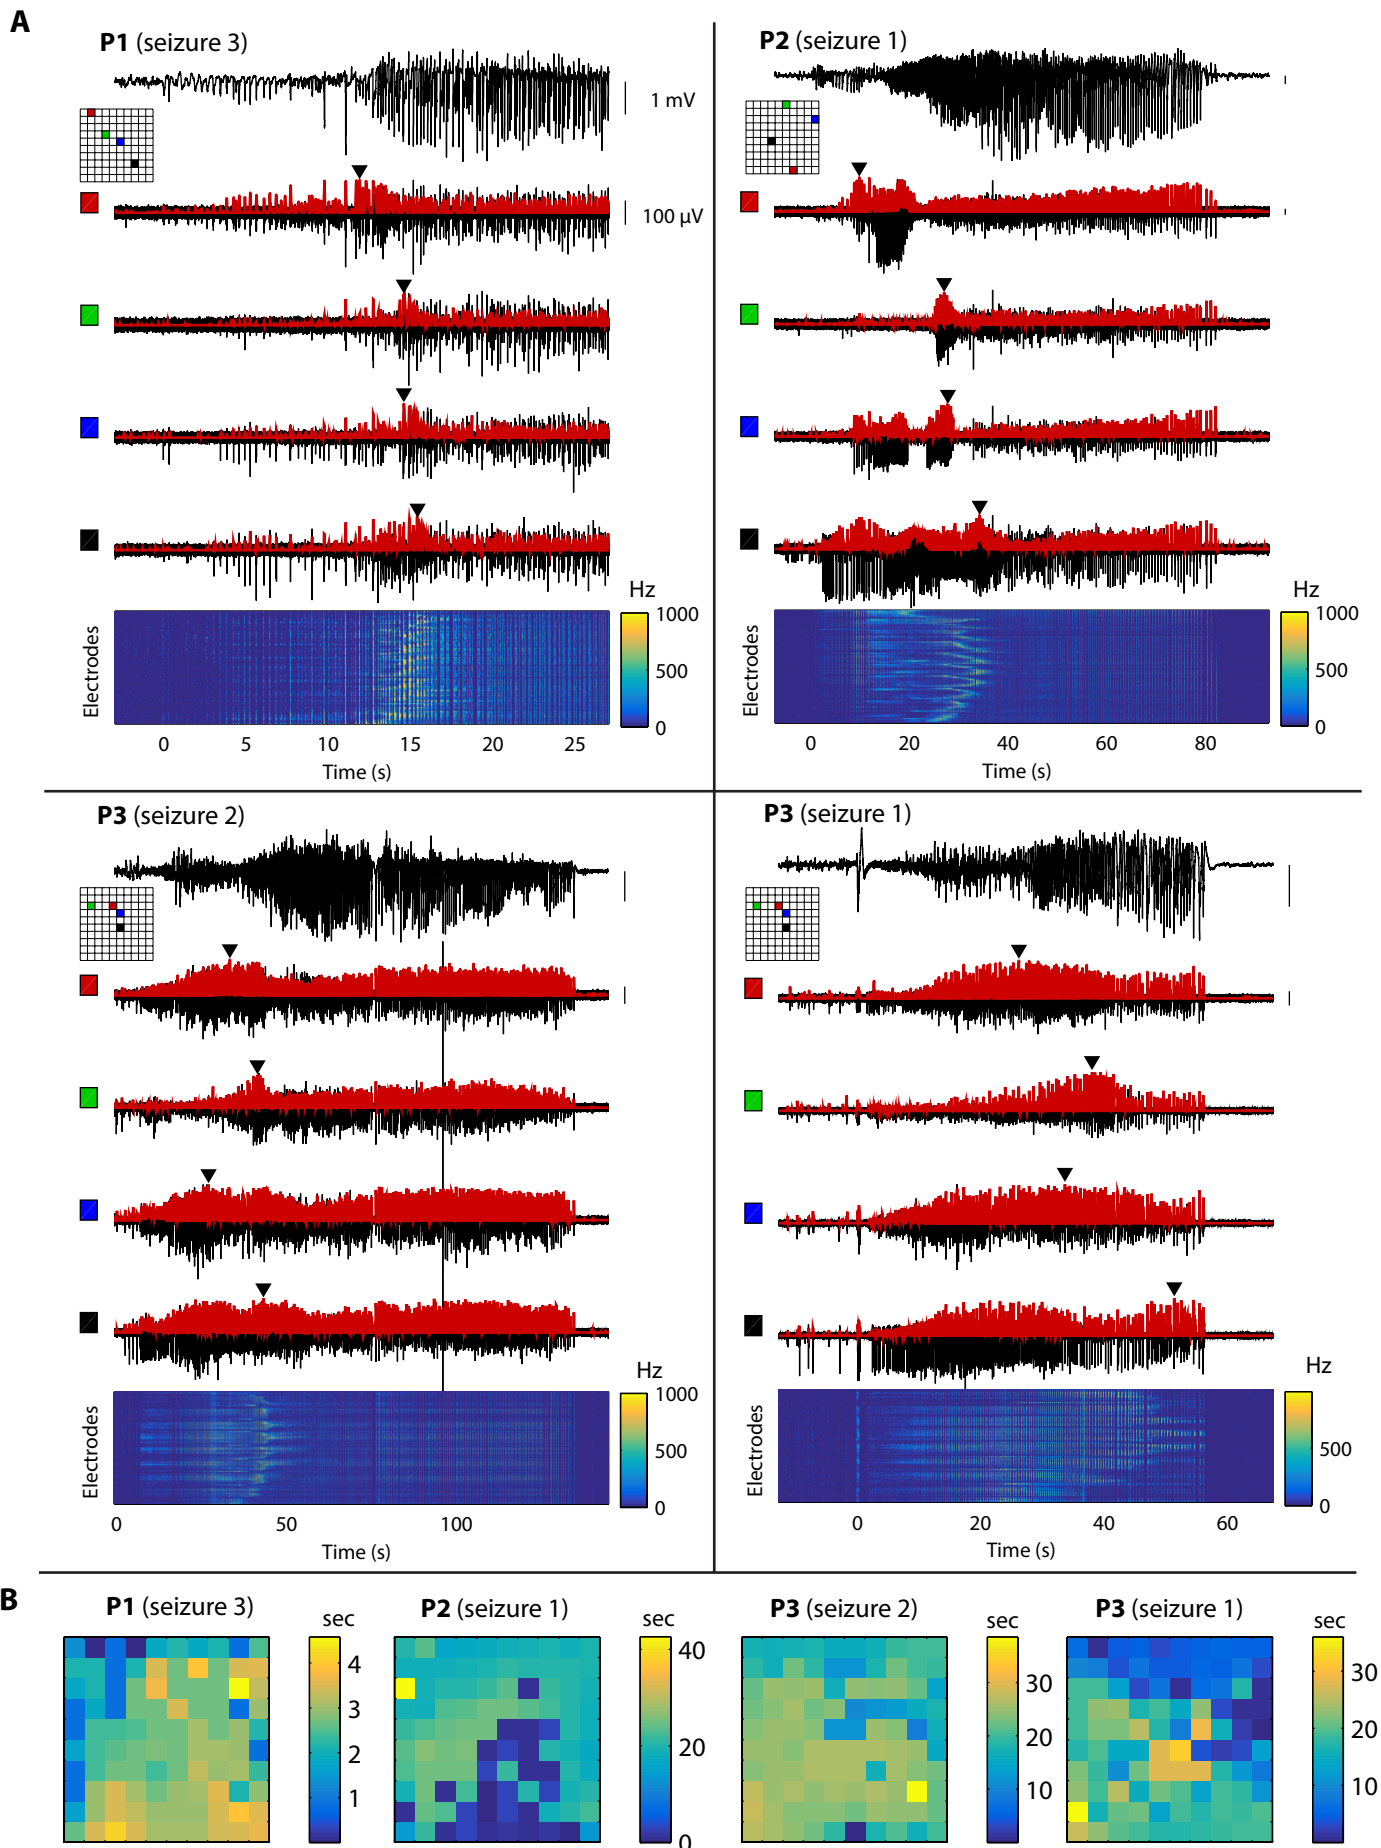 A
P1 (seizure 3)
1 mV
100 µV
Hz
1000
500
0
Electrodes
0 5 10 15 20 25
Time (s)
P2 (seizure 1)
Hz
1000
500
0
Electrodes
0 20 40 60 80
Time (s)
P3 (seizure 2)
Hz
1000
500
0
Electrodes
0 50 100
Time (s)
P3 (seizure 1)
Hz
500
0
Electrodes
0 20 40 60
Time (s)
B
P1 (seizure 3)
sec
4
3
2
1
P2 (seizure 1)
sec
40
20
0
P3 (seizure 2)
sec
30
20
10
P3 (seizure 1)
sec
30
20
10